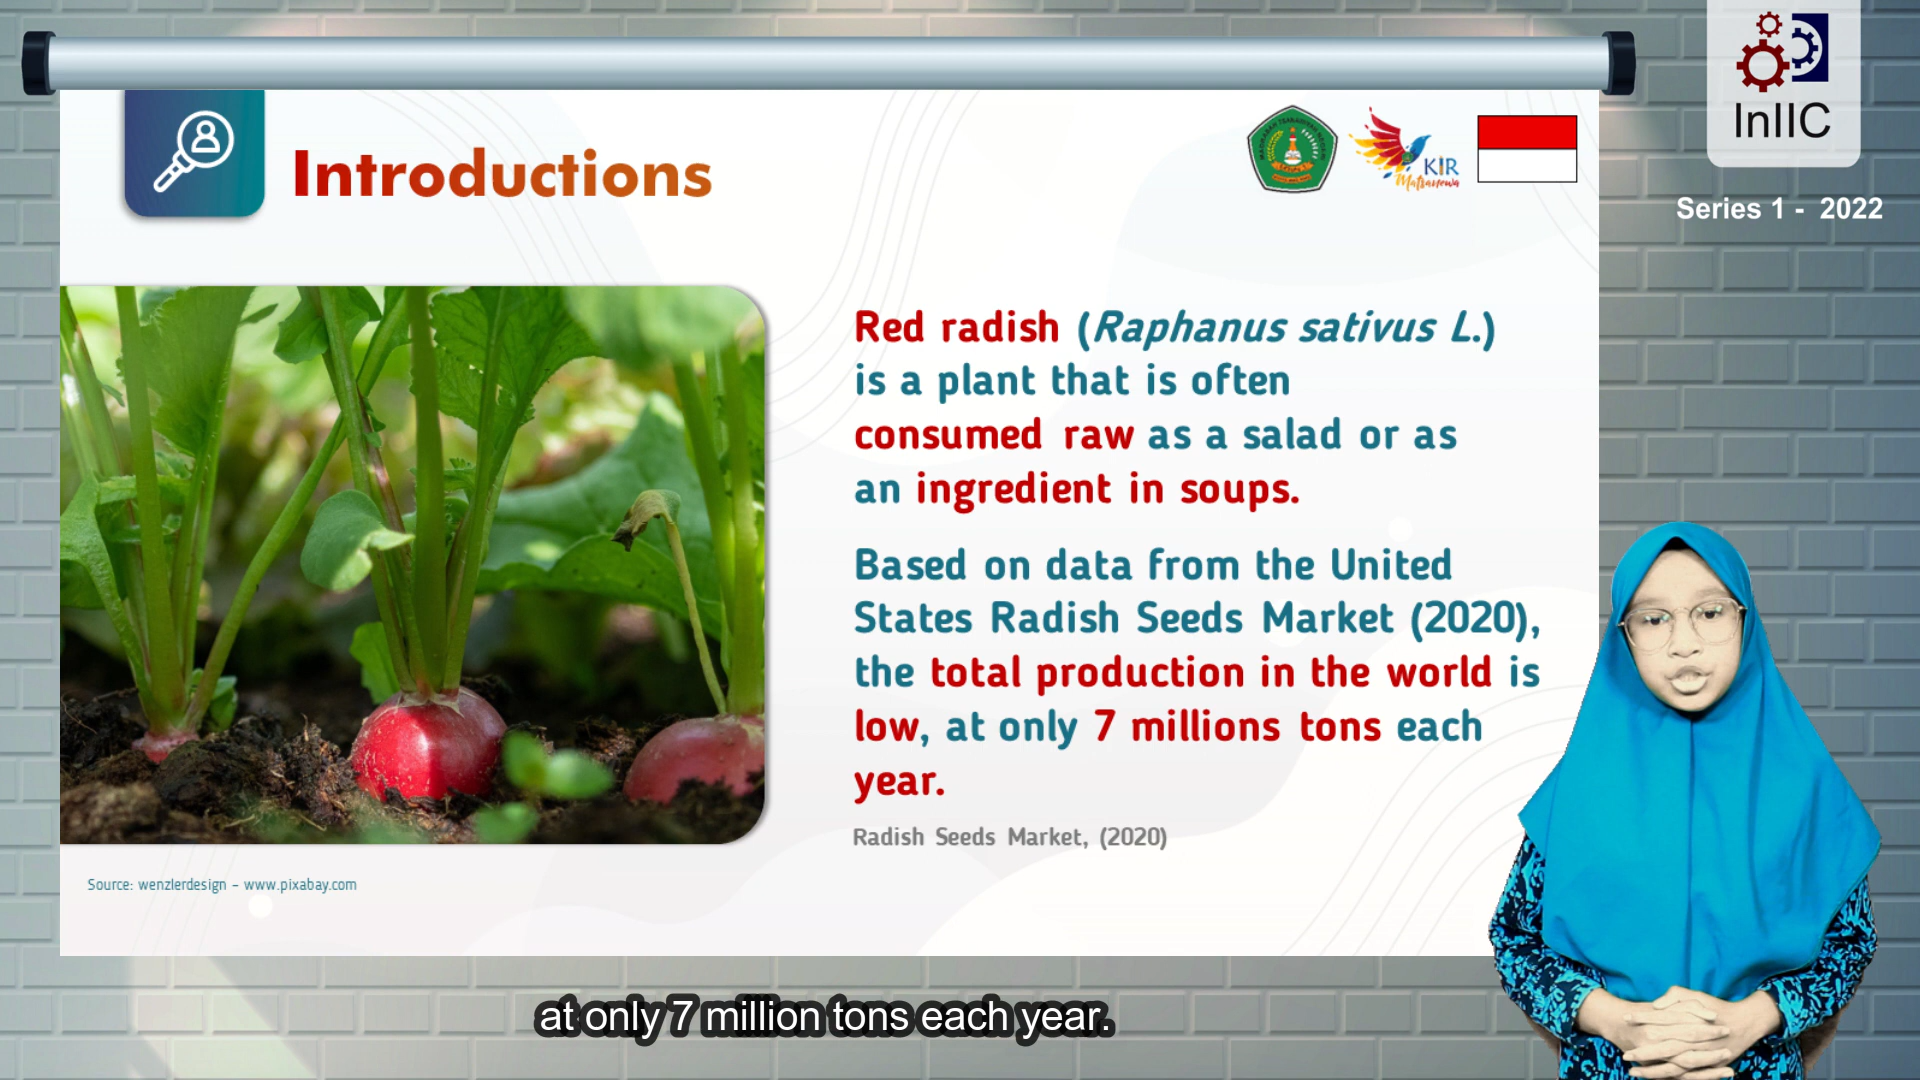 InIIC
Series 1 - 2022
Introductions
KIR
Matsanewa
Red radish (Raphanus sativus L.)
is a plant that is often
consumed raw as a salad or as
an ingredient in soups.
Based on data from the United
States Radish Seeds Market (2020),
the total production in the world is
low, at only 7 millions tons each
year.
Radish Seeds Market, (2020)
Source: wenzlerdesign - www.pixabay.com
at only 7 million tons each year.